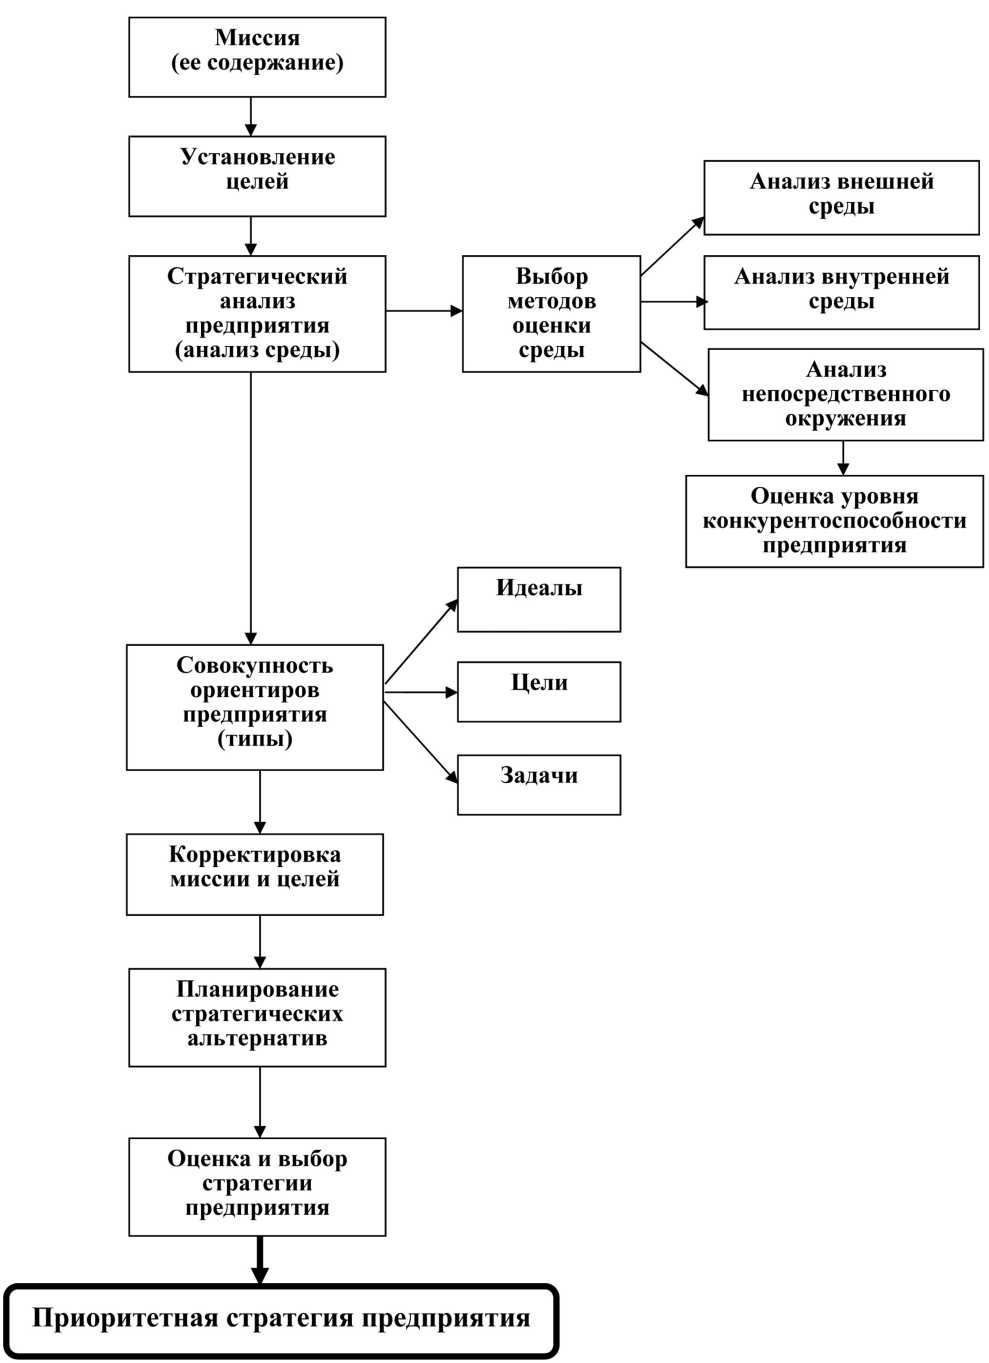 Миссия
(ее содержание)
Установление
целей
Стратегический
анализ
предприятия
(анализ среды)
Выбор
методов
оценки
среды
Анализ внешней
среды
Анализ внутренней
среды
Анализ
непосредственного
окружения
Оценка уровня
конкурентоспособности
предприятия
Совокупность
ориентиров
предприятия
(типы)
Идеалы
Цели
Задачи
Корректировка
миссии и целей
Планирование
стратегических
альтернатив
Оценка и выбор
стратегии
предприятия
Приоритетная стратегия предприятия